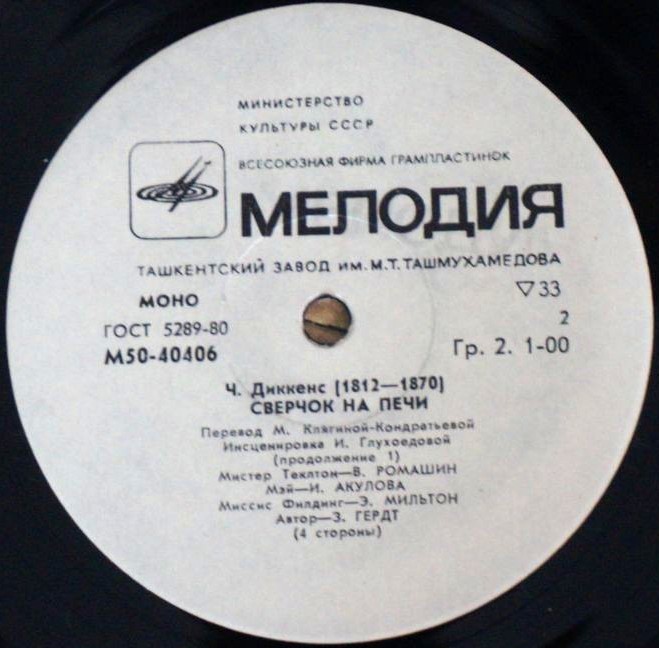 МИНИСТЕРСТВО
КУЛЬТУРЫ СССР
ВСЕСОЮЗНАЯ ФИРМА ГРАМПЛАСТИНОК
МЕЛОДИЯ
ТАШКЕНТСКИЙ ЗАВОД ИМ. М.Т. ТАШМУХАМЕДОВА
МОНО
▽33
ГОСТ 5289-80
2
М50-40406
Гр. 2. 1-00
Ч. Диккенс (1812—1870)
СВЕРЧОК НА ПЕЧИ
Перевод М. Клягиной-Кондратьевой
Инсценировка И. Глухоедовой
(продолжение 1)
Мистер Теклтон—В. РОМАШИН
Мэй—И. АКУЛОВА
Миссис Филдинг—Э. МИЛЬТОН
Автор—З. ГЕРДТ
(4 стороны)